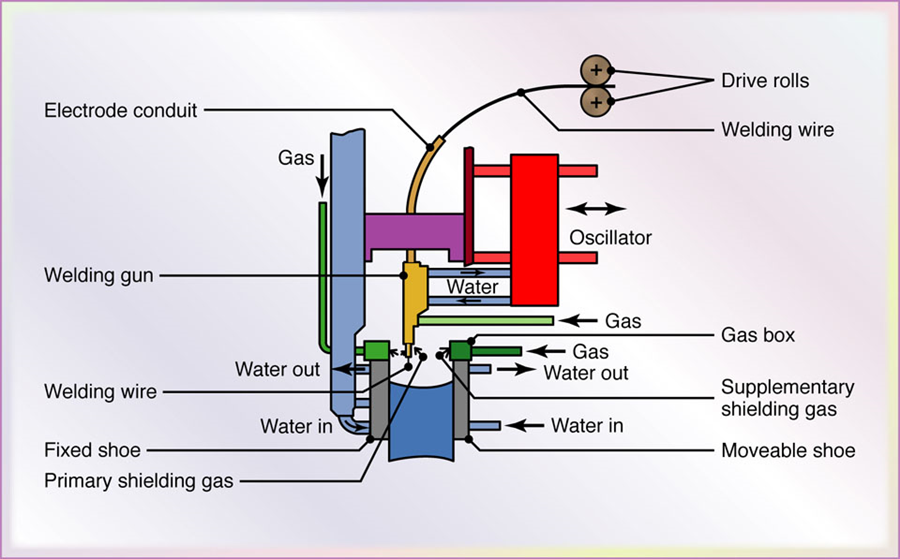 Drive rolls
Electrode conduit
Welding wire
Gas
Oscillator
Welding gun
Water
Gas
Gas box
Gas
Water out
Water out
Welding wire
Supplementary
shielding gas
Water in
Water in
Fixed shoe
Moveable shoe
Primary shielding gas